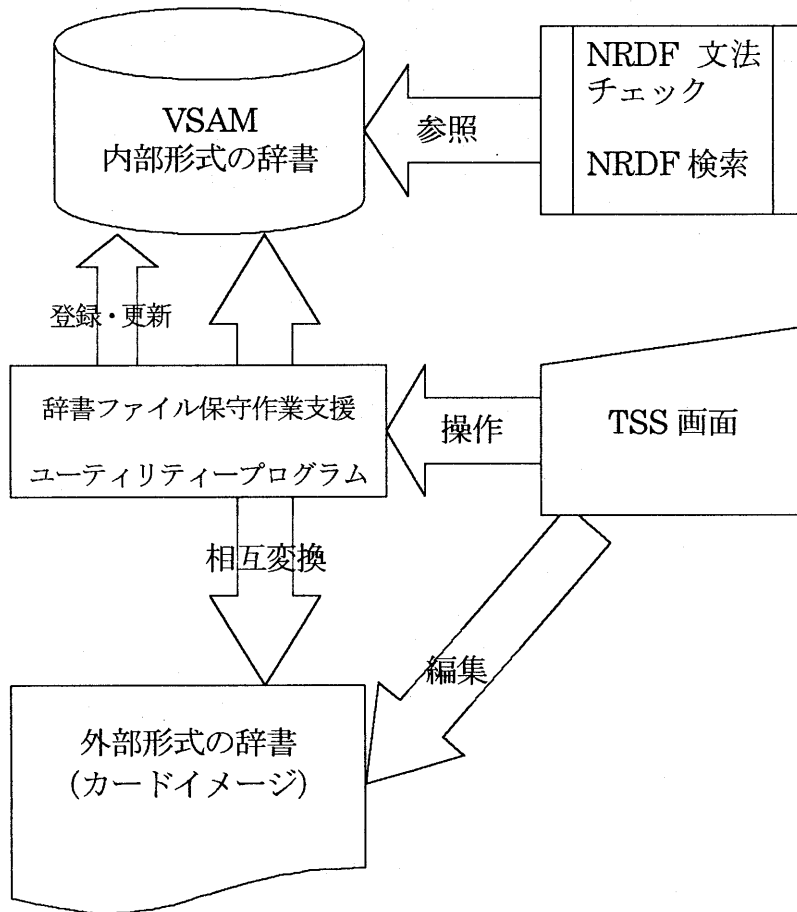 VSAM
内部形式の辞書
参照
NRDF 文法
チェック
NRDF 検索
登録・更新
辞書ファイル保守作業支援
ユーティリティープログラム
操作
TSS 画面
相互変換
編集
外部形式の辞書
(カードイメージ)